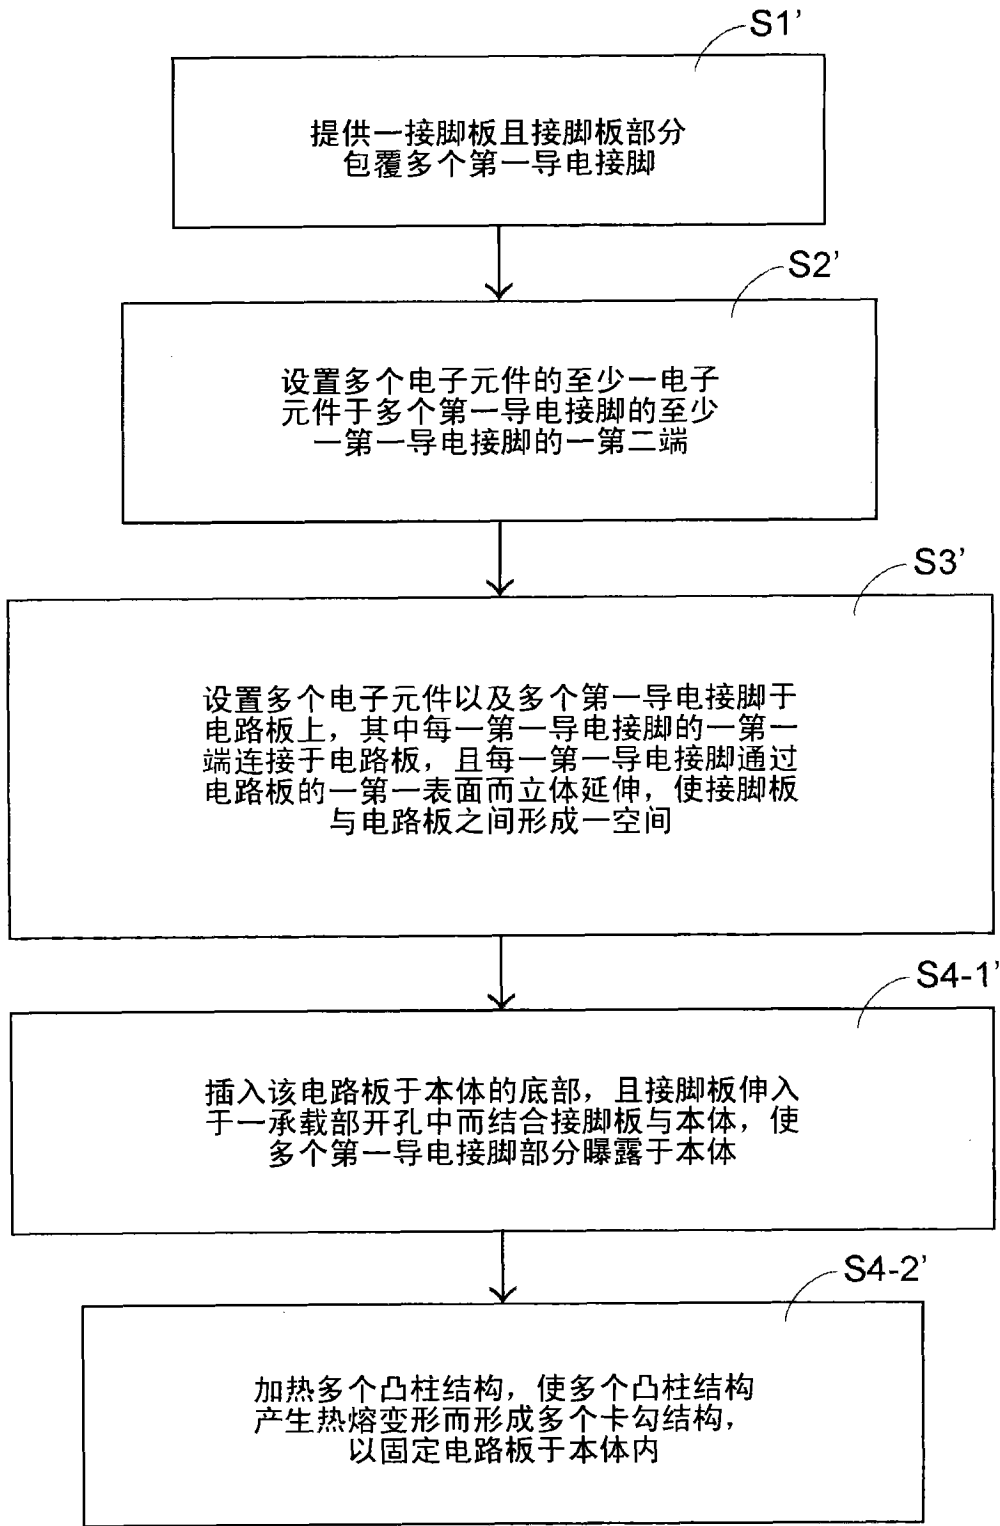 S1’
提供一接脚板且接脚板部分
包覆多个第一导电接脚
S2’
设置多个电子元件的至少一电子
元件于多个第一导电接脚的至少
一第一导电接脚的一第二端
S3’
设置多个电子元件以及多个第一导电接脚于
电路板上，其中每一第一导电接脚的一第一
端连接于电路板，且每一第一导电接脚通过
电路板的一第一表面而立体延伸，使接脚板
与电路板之间形成一空间
S4-1’
插入该电路板于本体的底部，且接脚板伸入
于一承载部开孔中而结合接脚板与本体，使
多个第一导电接脚部分曝露于本体
S4-2’
加热多个凸柱结构，使多个凸柱结构
产生热熔变形而形成多个卡勾结构，
以固定电路板于本体内